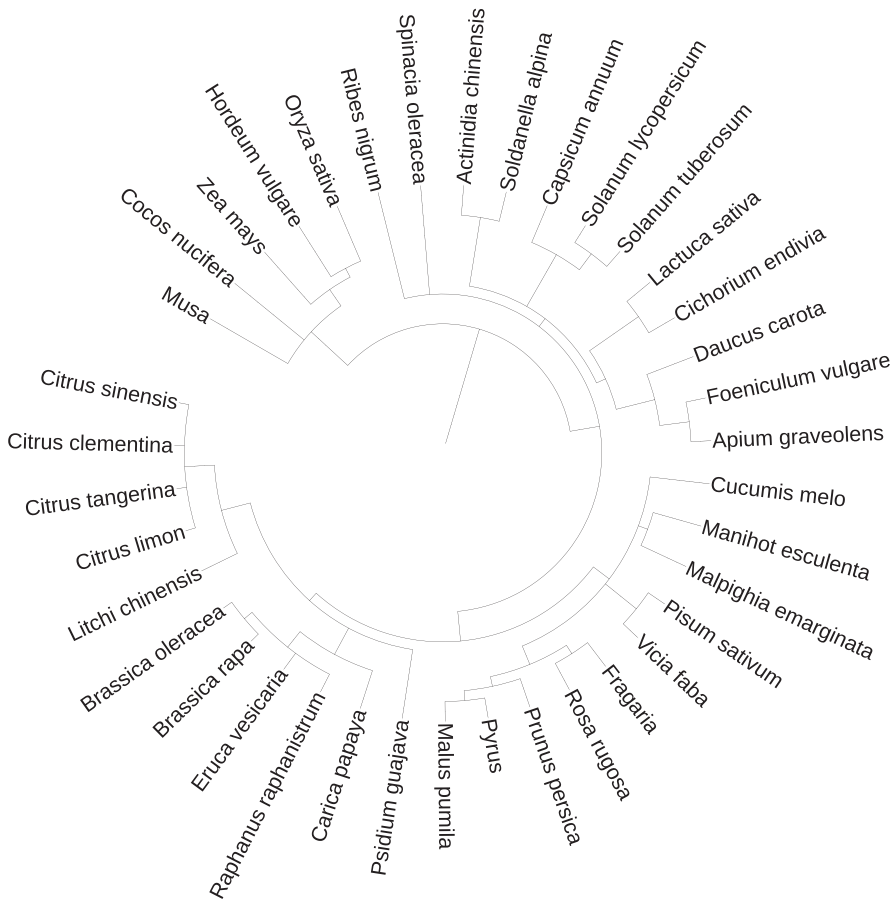 Spinacia oleracea
Actinidia chinensis
Soldanella alpina
Capsicum annuum
Solanum lycopersicum
Solanum tuberosum
Lactuca sativa
Cichorium endivia
Daucus carota
Foeniculum vulgare
Apium graveolens
Cucumis melo
Manihot esculenta
Malpighia emarginata
Pisum sativum
Vicia faba
Fragaria
Rosa rugosa
Prunus persica
Pyrus
Malus pumila
Psidium guajava
Carica papaya
Raphanus raphanistrum
Eruca vesicaria
Brassica rapa
Brassica oleracea
Litchi chinensis
Citrus limon
Citrus tangerina
Citrus clementina
Citrus sinensis
Musa
Cocos nucifera
Zea mays
Hordeum vulgare
Oryza sativa
Ribes nigrum